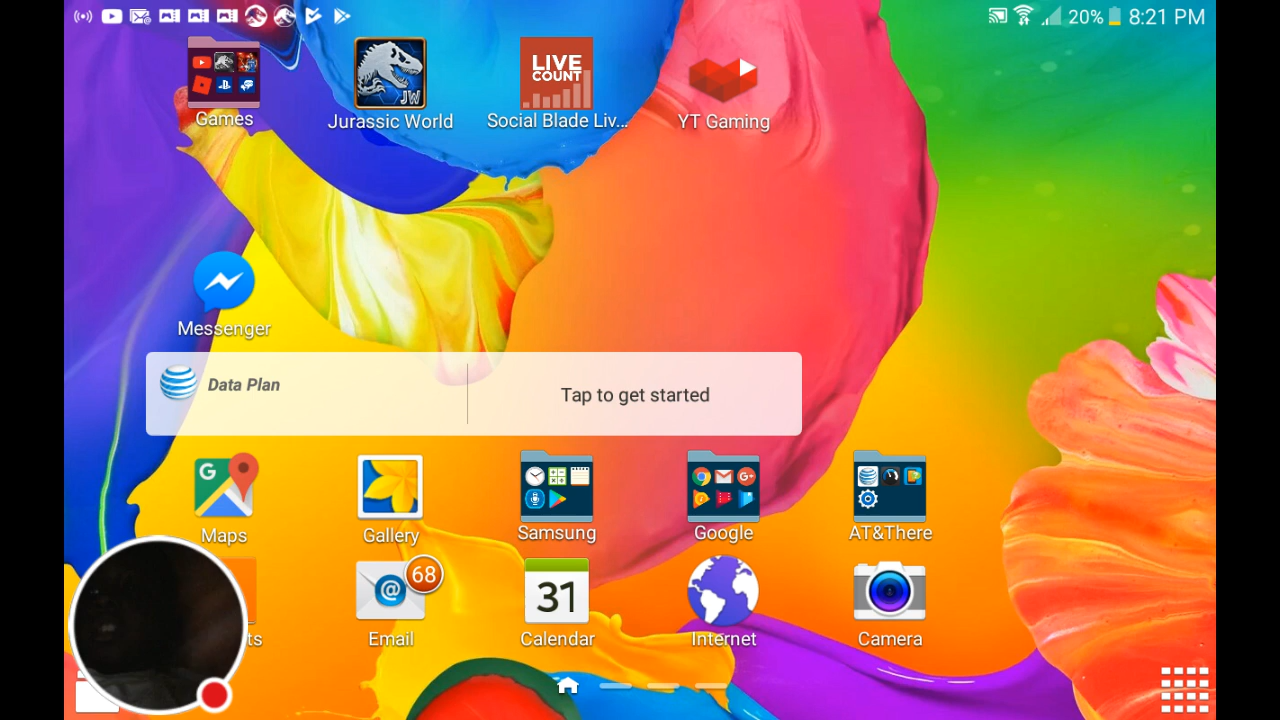 20% 8:21 PM
LIVE
COUNT
JW
Games
Jurassic World
Social Blade Liv...
YT Gaming
Messenger
Data Plan
Tap to get started
G
Maps
Gallery
Samsung
Google
AT&There
@
68
31
ts
Email
Calendar
Internet
Camera